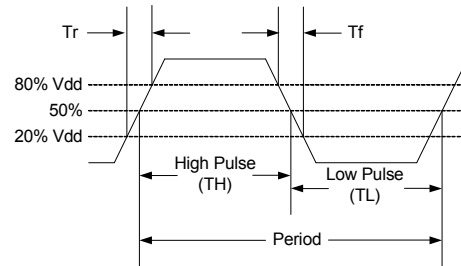 Tr
Tf
80% Vdd
50%
20% Vdd
High Pulse
(TH)
Low Pulse
(TL)
Period